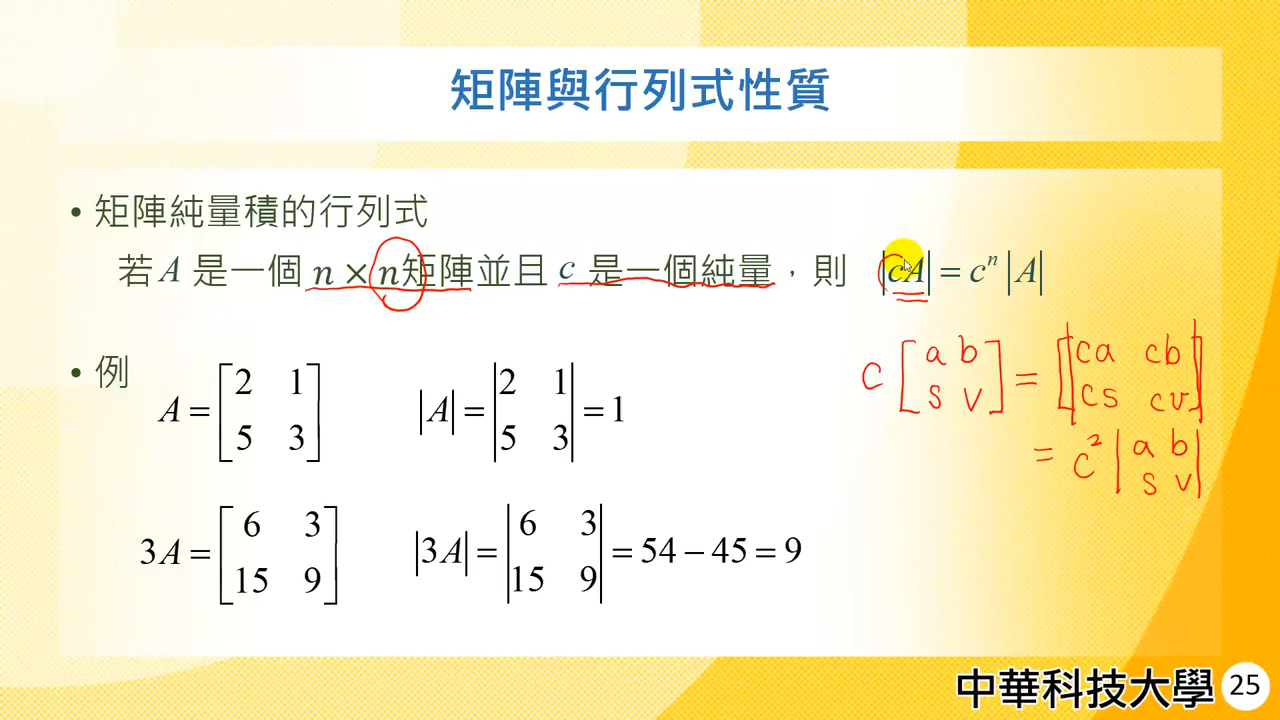 矩陣與行列式性質
• 矩陣純量積的行列式
若 A 是一個 n × n 矩陣並且 c 是一個純量，則 |cA| = cⁿ |A|
c [a b; s v] = [ca cb; cs cv]
= c² |a b; s v|
• 例
A = [2 1; 5 3] |A| = |2 1; 5 3| = 1
3A = [6 3; 15 9] |3A| = |6 3; 15 9| = 54 − 45 = 9
中華科技大學 25